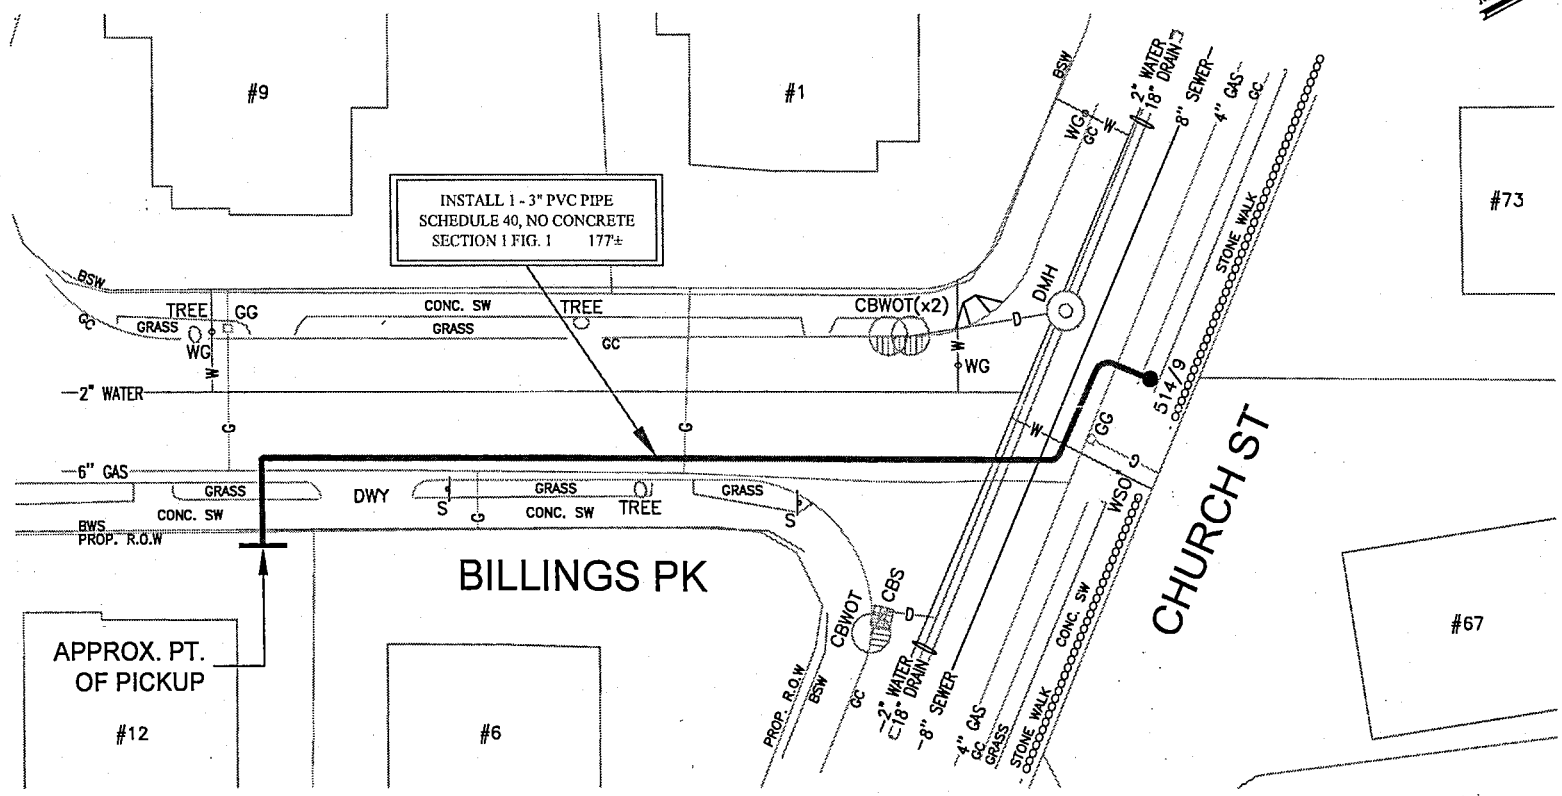 #9
#1
#73
BSW
2" WATER
18" DRAIN
8" SEWER
4" GAS
GC
WG
GC
W
STONE WALK
INSTALL 1 - 3" PVC PIPE
SCHEDULE 40, NO CONCRETE
SECTION 1 FIG. 1 177'±
BSW
GC
TREE
GG
GRASS
WG
W
CONC. SW
GRASS
TREE
GC
CBWOT(x2)
D
DMH
W
WG
2" WATER
514/9
G
G
W
GG
G
WSO
6" GAS
GRASS
DWY
S
GRASS
G
CONC. SW
TREE
GRASS
S
CONC. SW
BWS
PROP. R.O.W
BILLINGS PK
CHURCH ST
CBWOT
CBS
D
CONC. SW
#67
APPROX. PT.
OF PICKUP
#12
#6
PROP. R.O.W
BSW
GC
2" WATER
18" DRAIN
8" SEWER
4" GAS
GC
GRASS
STONE WALK